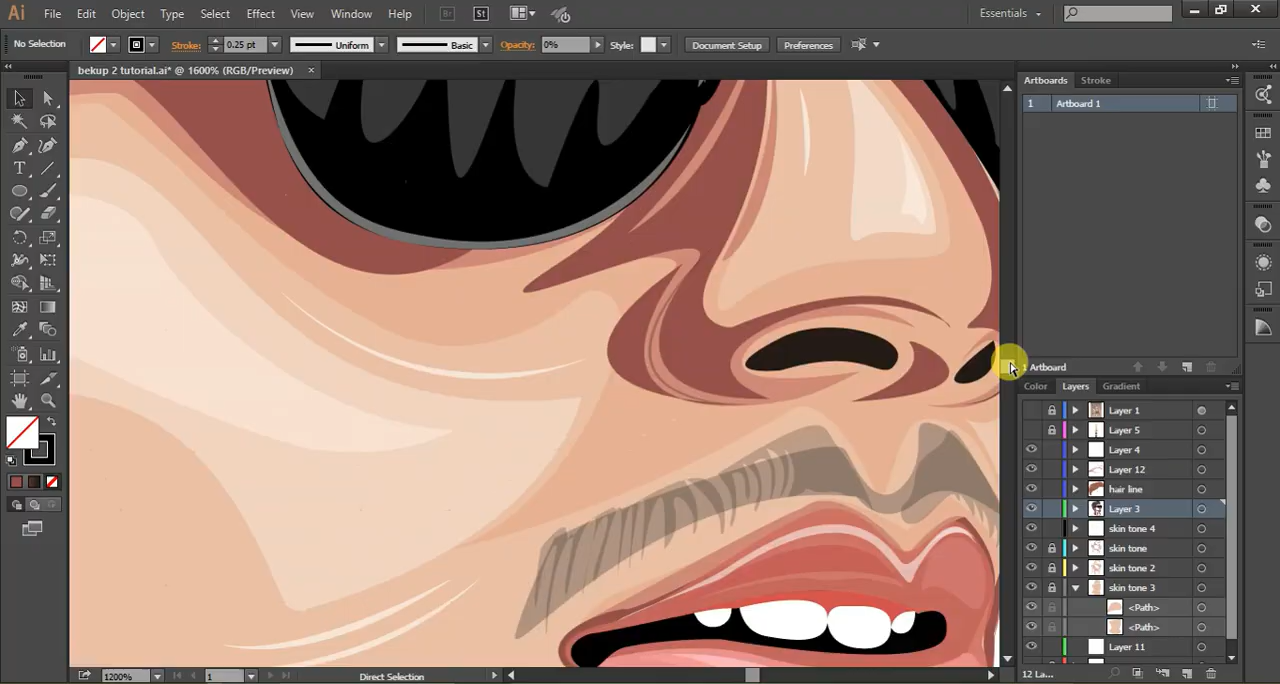 Ai File Edit Object Type Select Effect View Window Help Br St Essentials
No Selection Stroke: 0.25 pt Uniform Basic Opacity: 0% Style: Document Setup Preferences
bekup 2 tutorial.ai* @ 1600% (RGB/Preview)
Artboards Stroke
1 Artboard 1
1 Artboard
Color Layers Gradient
Layer 1
Layer 5
Layer 4
Layer 12
hair line
Layer 3
skin tone 4
skin tone
skin tone 2
skin tone 3
<Path>
<Path>
Layer 11
12 La...
1200% 1 Direct Selection